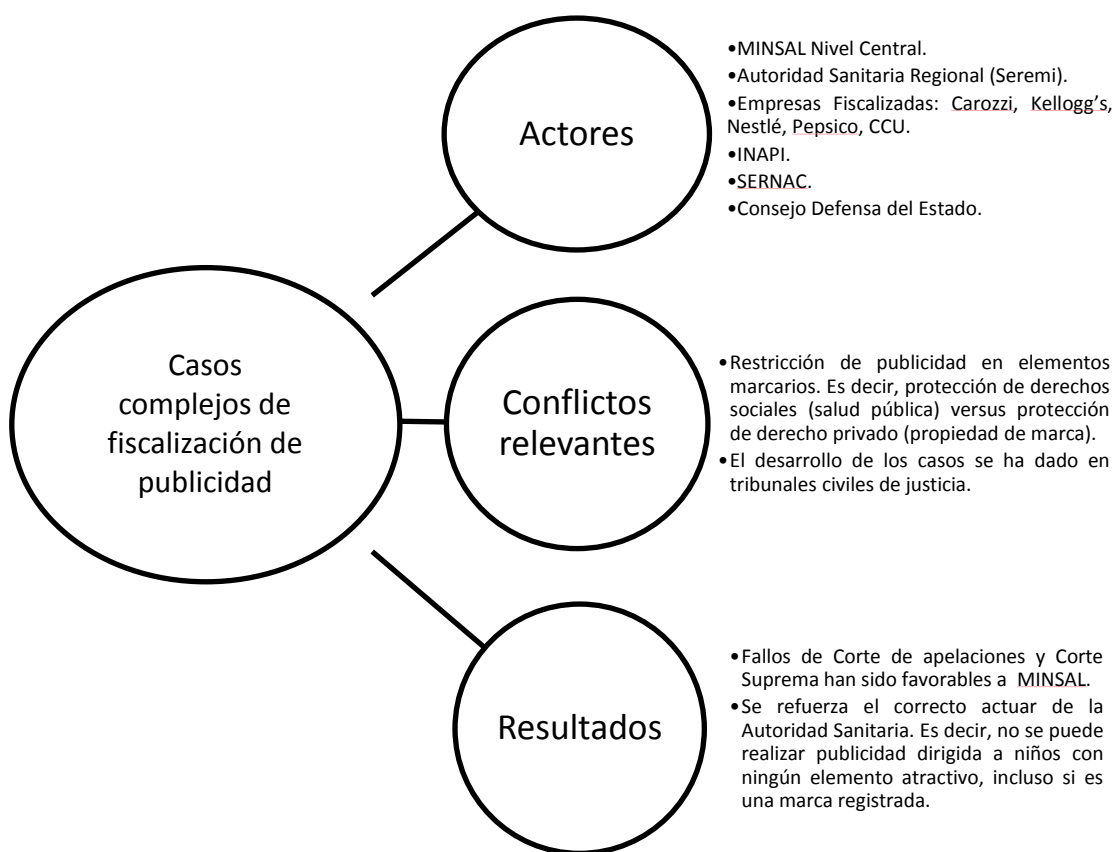 Casos
complejos de
fiscalización de
publicidad
Actores
•MINSAL Nivel Central.
•Autoridad Sanitaria Regional (Seremi).
•Empresas Fiscalizadas: Carozzi, Kellogg’s,
Nestlé, Pepsico, CCU.
•INAPI.
•SERNAC.
•Consejo Defensa del Estado.
Conflictos
relevantes
•Restricción de publicidad en elementos
marcarios. Es decir, protección de derechos
sociales (salud pública) versus protección
de derecho privado (propiedad de marca).
•El desarrollo de los casos se ha dado en
tribunales civiles de justicia.
Resultados
•Fallos de Corte de apelaciones y Corte
Suprema han sido favorables a MINSAL.
•Se refuerza el correcto actuar de la
Autoridad Sanitaria. Es decir, no se puede
realizar publicidad dirigida a niños con
ningún elemento atractivo, incluso si es
una marca registrada.